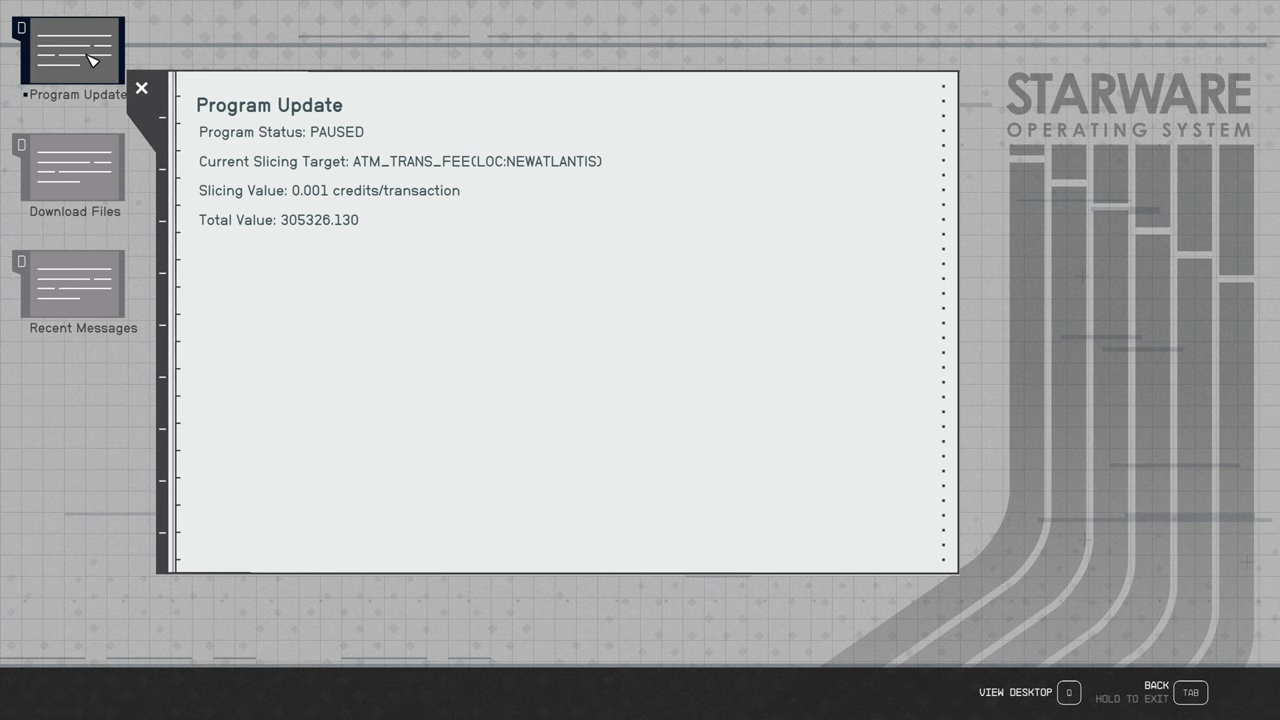 Program Update
Download Files
Recent Messages
Program Update
Program Status: PAUSED
Current Slicing Target: ATM_TRANS_FEE(LOC:NEWATLANTIS)
Slicing Value: 0.001 credits/transaction
Total Value: 305326.130
STARWARE
OPERATING SYSTEM
VIEW DESKTOP Q
BACK
HOLD TO EXIT TAB